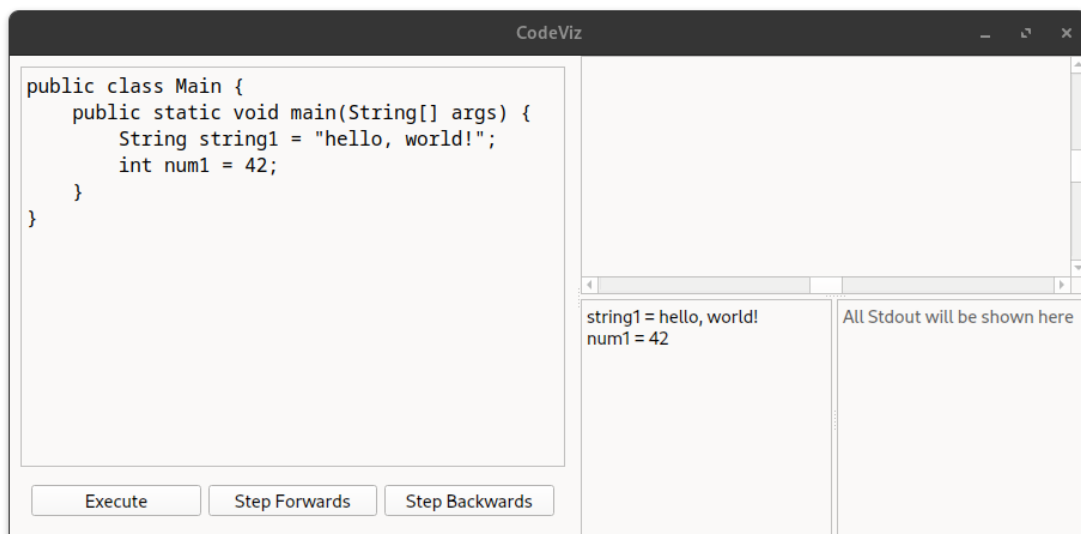 CodeViz
public class Main {
    public static void main(String[] args) {
        String string1 = "hello, world!";
        int num1 = 42;
    }
}
Execute
Step Forwards
Step Backwards
string1 = hello, world!
num1 = 42
All Stdout will be shown here